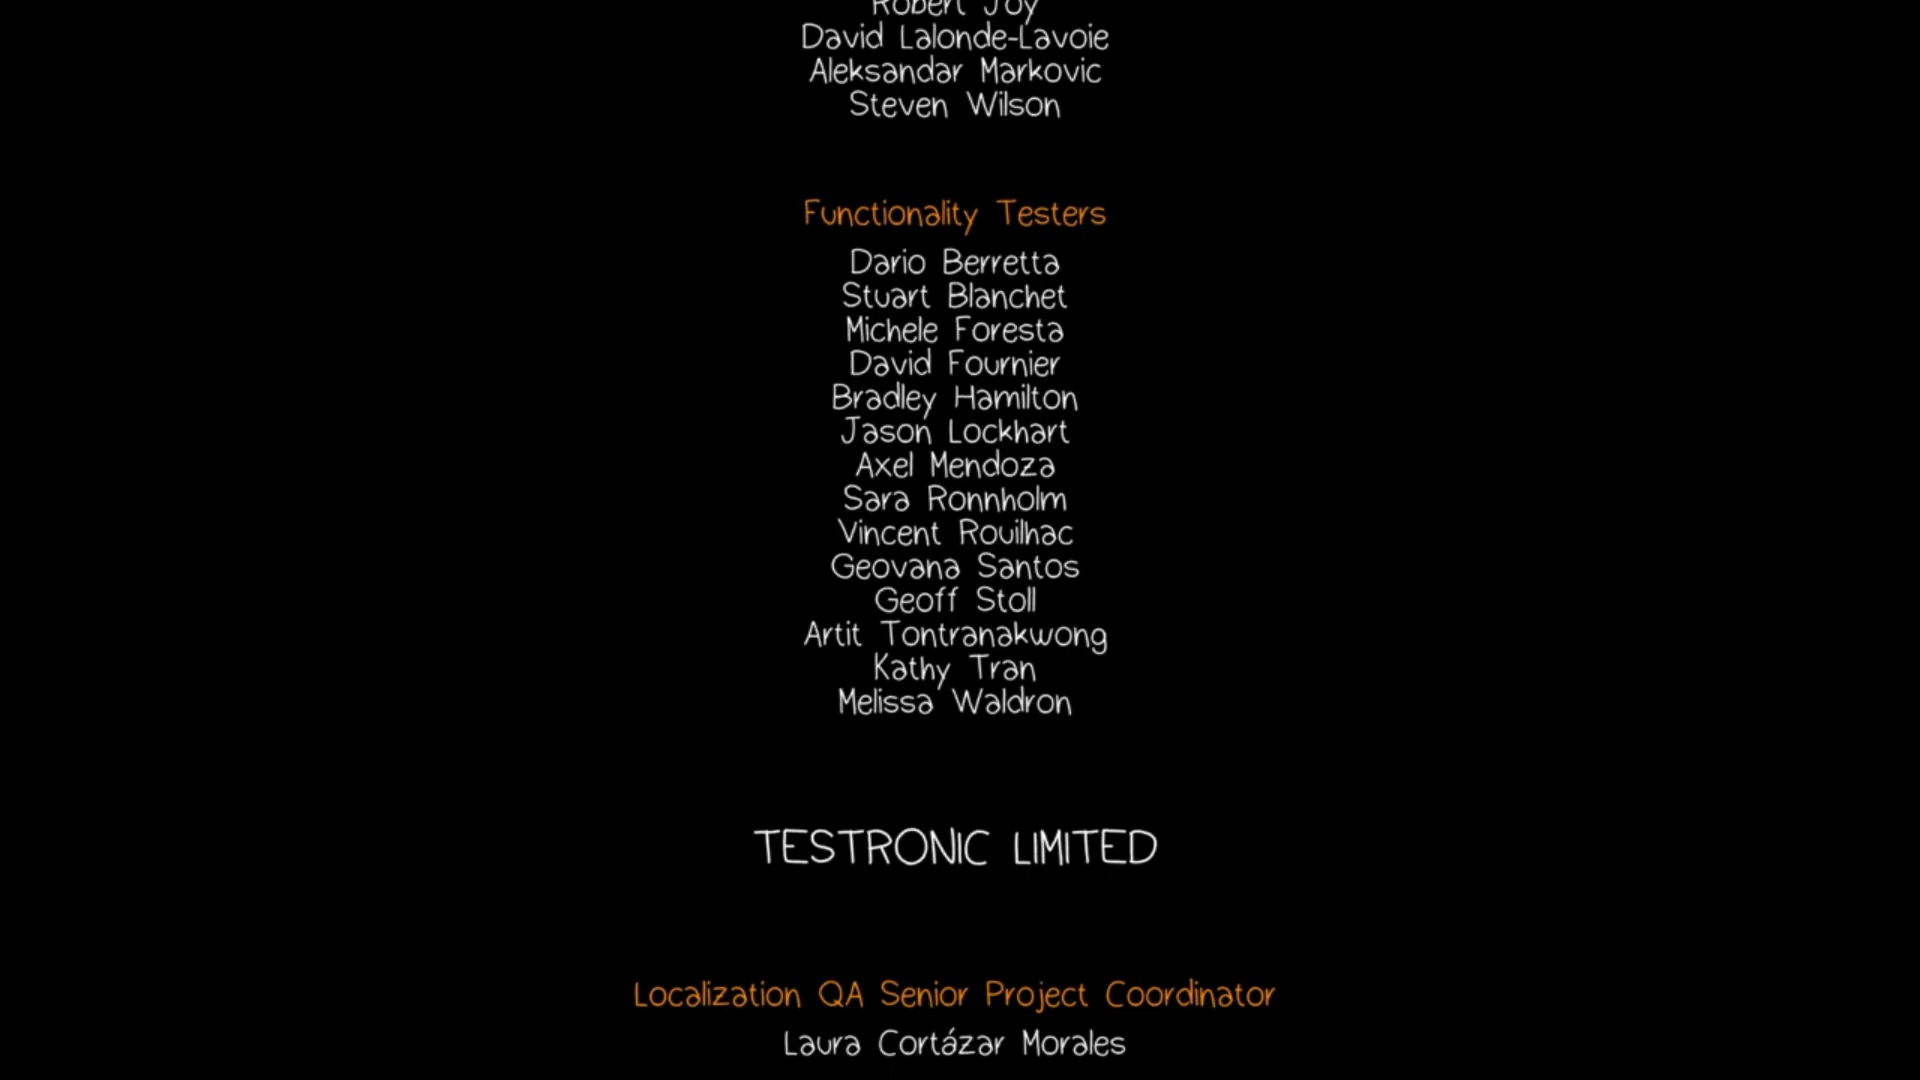 Robert Joy
David Lalonde-Lavoie
Aleksandar Markovic
Steven Wilson
Functionality Testers
Dario Berretta
Stuart Blanchet
Michele Foresta
David Fournier
Bradley Hamilton
Jason Lockhart
Axel Mendoza
Sara Ronnholm
Vincent Rouilhac
Geovana Santos
Geoff Stoll
Artit Tontranakwong
Kathy Tran
Melissa Waldron
TESTRONIC LIMITED
Localization QA Senior Project Coordinator
Laura Cortázar Morales